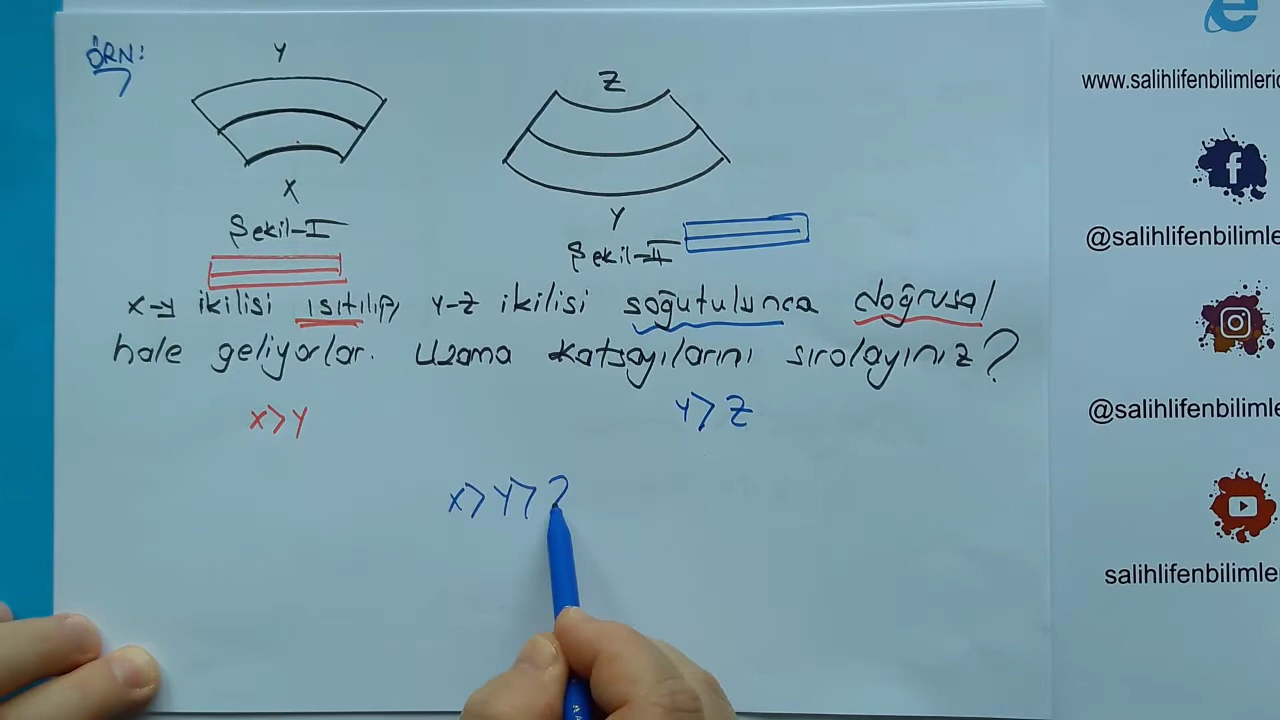 ÖRN:
Y
X
Şekil-I
Z
Y
Şekil-II
x-y ikilisi ısıtılıp, Y-Z ikilisi soğutulunca doğrusal
hale geliyorlar. Uzama katsayılarını sıralayınız?
X>Y
Y>Z
X>Y>
www.salihlifenbilimleri
@salihlifenbilimle
@salihlifenbilimle
salihlifenbilimle